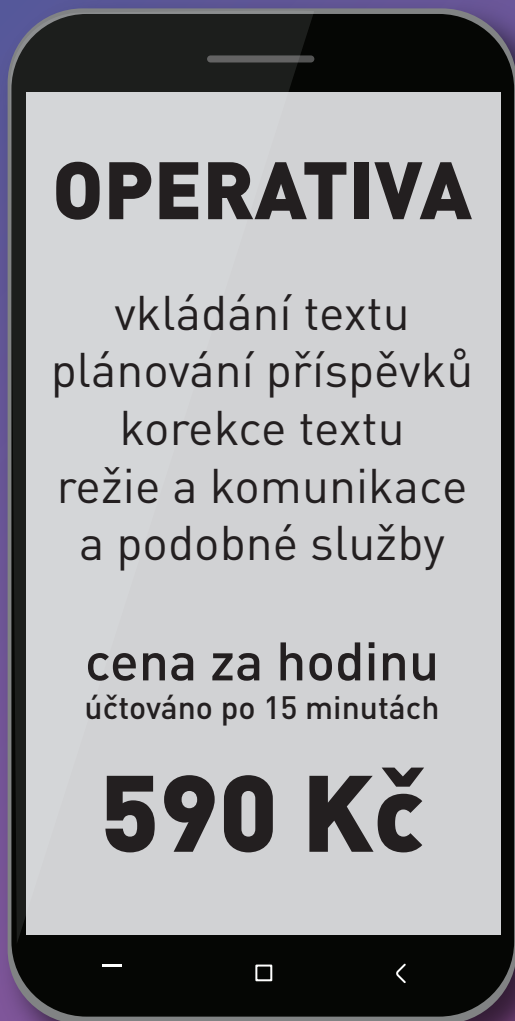 OPERATIVA
vkládání textu
plánování příspěvků
korekce textu
režie a komunikace
a podobné služby
cena za hodinu
účtováno po 15 minutách
590 Kč